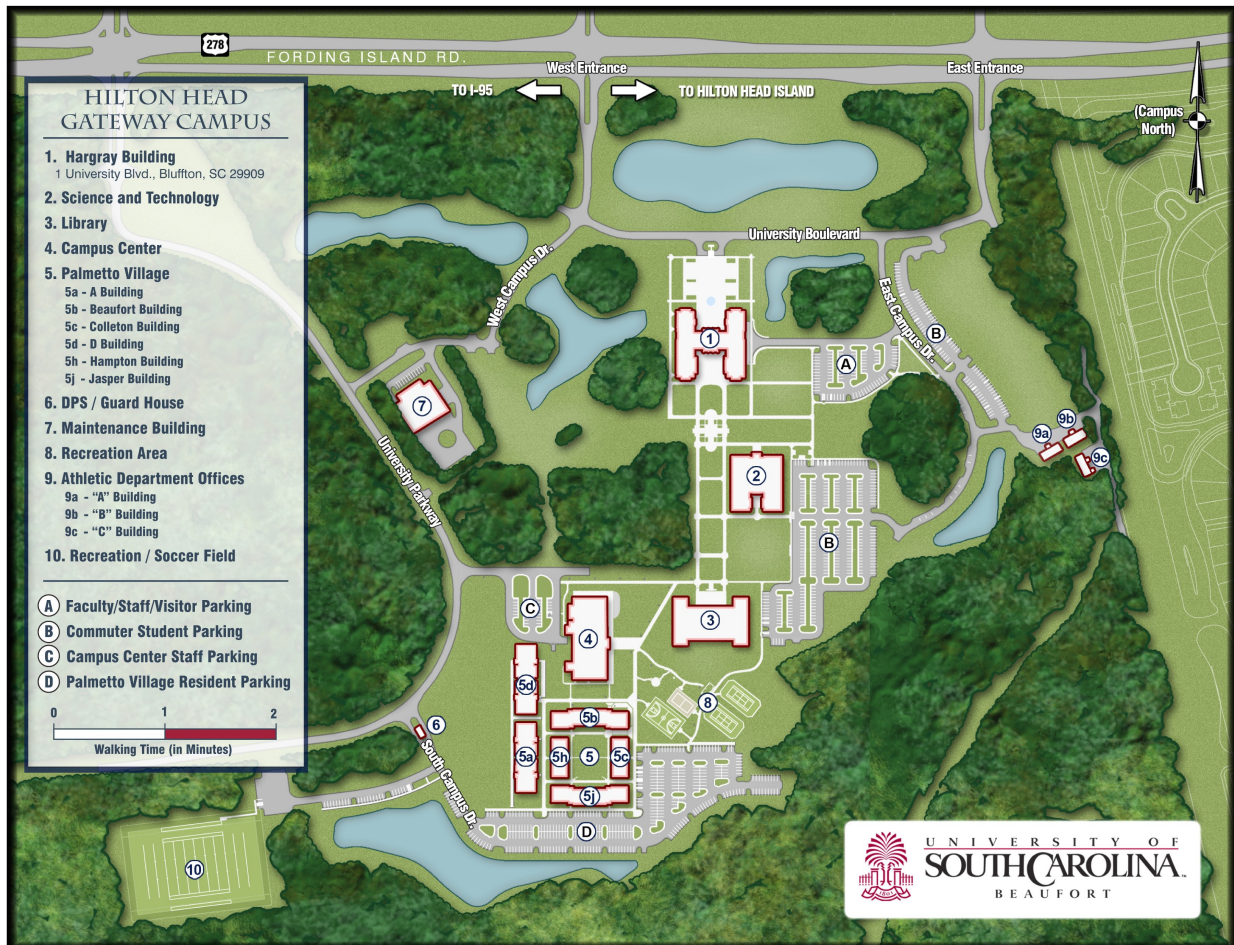 278
FORDING ISLAND RD.
West Entrance
East Entrance
TO I-95
TO HILTON HEAD ISLAND
(Campus
North)
HILTON HEAD
GATEWAY CAMPUS
1. Hargray Building
1 University Blvd., Bluffton, SC 29909
2. Science and Technology
3. Library
4. Campus Center
5. Palmetto Village
5a - A Building
5b - Beaufort Building
5c - Colleton Building
5d - D Building
5h - Hampton Building
5j - Jasper Building
6. DPS / Guard House
7. Maintenance Building
8. Recreation Area
9. Athletic Department Offices
9a - “A” Building
9b - “B” Building
9c - “C” Building
10. Recreation / Soccer Field
A Faculty/Staff/Visitor Parking
B Commuter Student Parking
C Campus Center Staff Parking
D Palmetto Village Resident Parking
0 1 2
Walking Time (in Minutes)
University Boulevard
West Campus Dr.
East Campus Dr.
University Parkway
South Campus Dr.
1
A
B
7
9a
9b
9c
2
B
C
4
3
5d
8
5b
6
5a
5h
5
5c
5j
D
10
UNIVERSITY OF
SOUTH CAROLINA
BEAUFORT